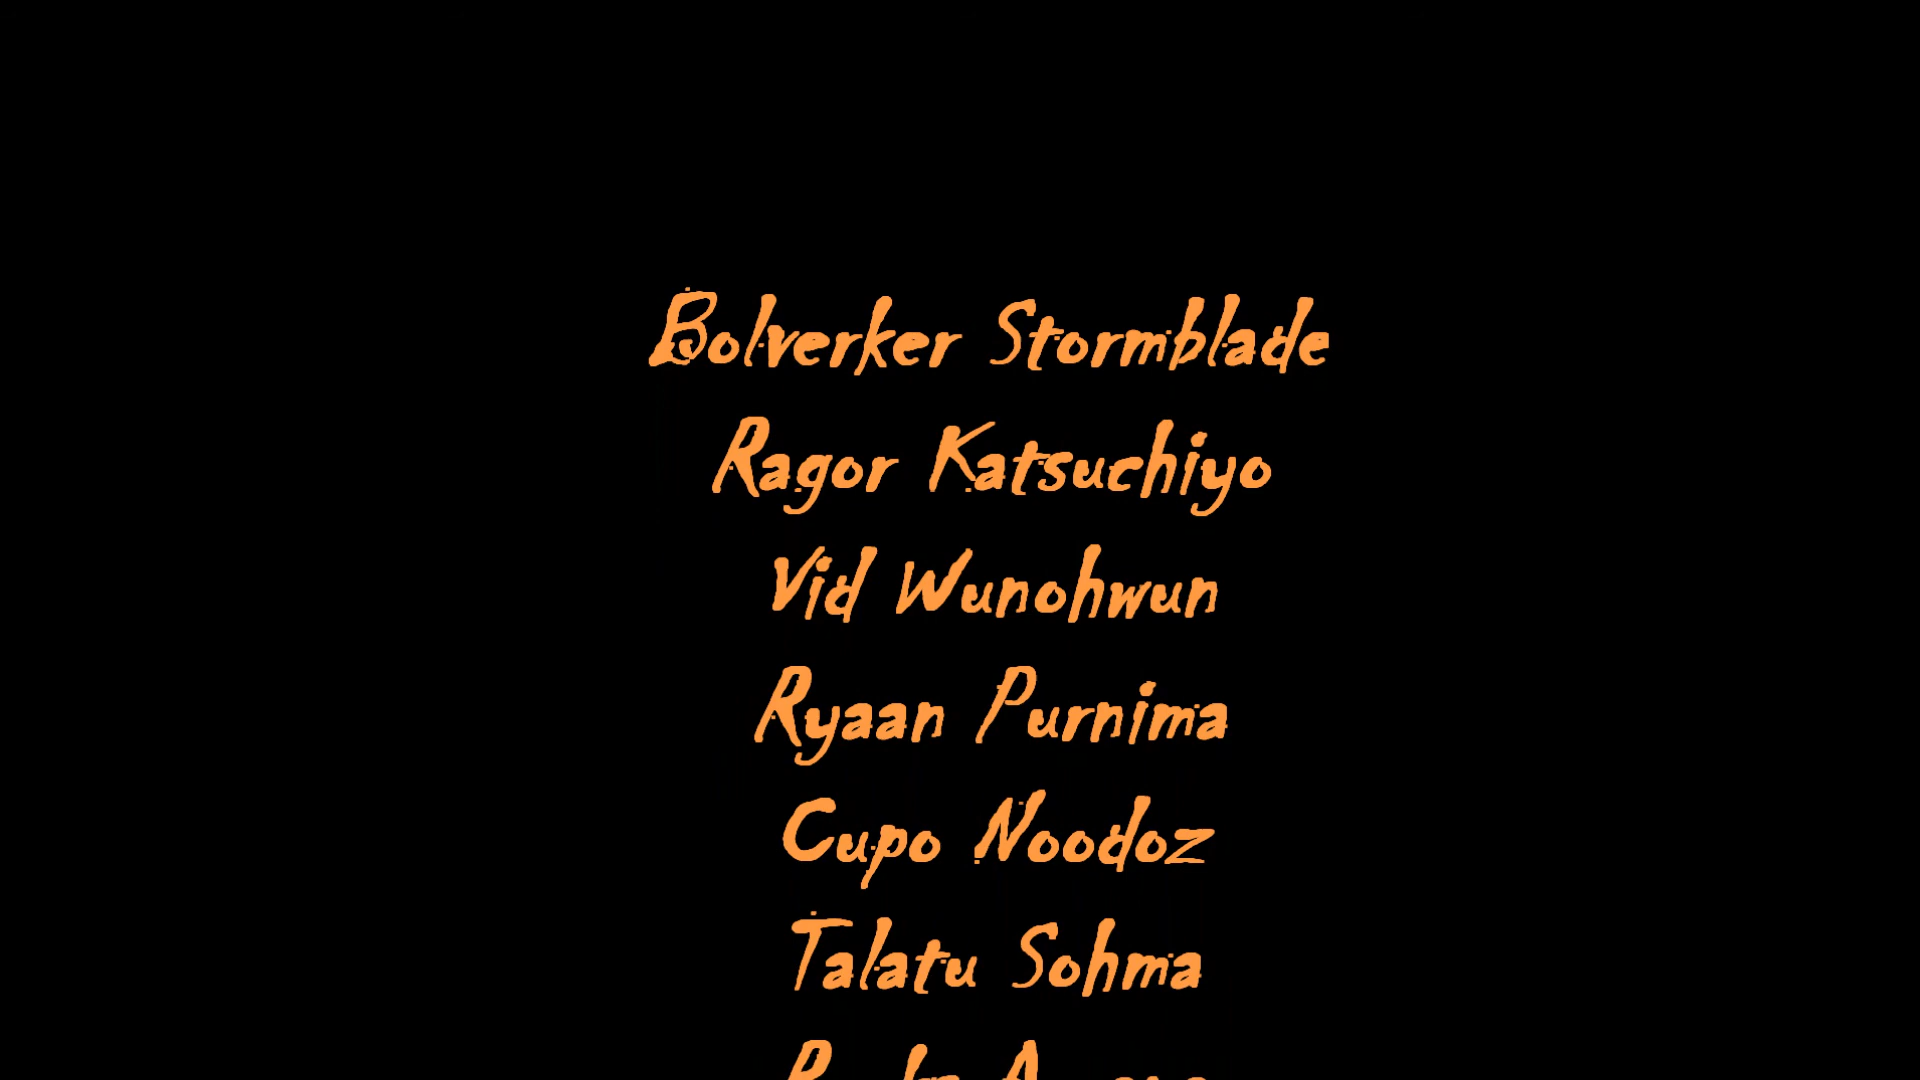 Bolverker Stormblade
Ragor Katsuchiyo
Vid Wunohwun
Ryaan Purnima
Cupo Noodoz
Talatu Sohma